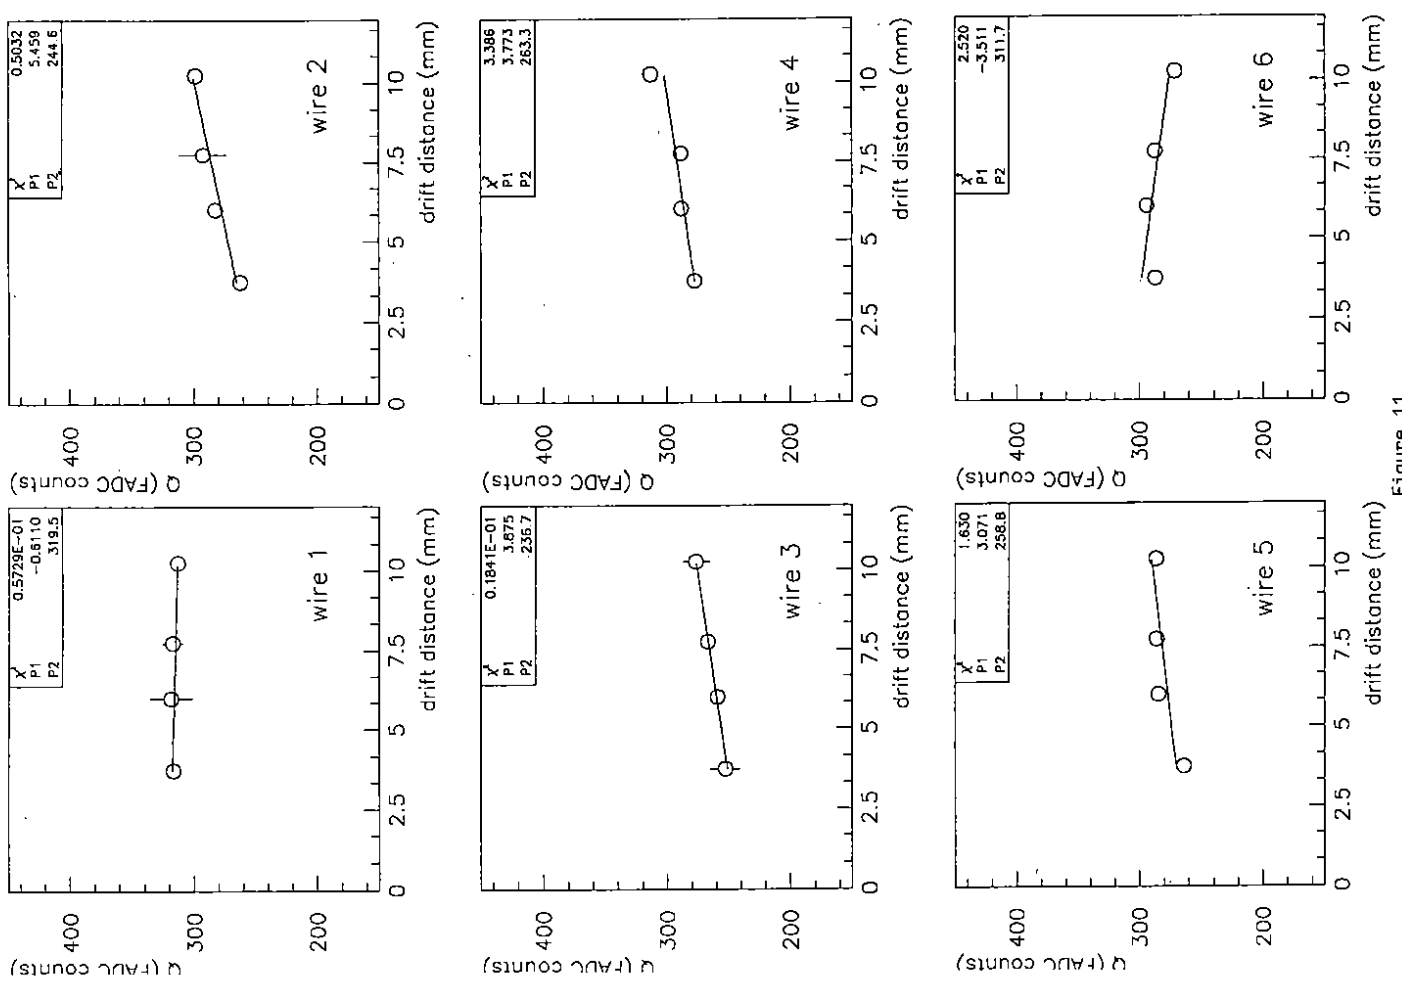 χ² 0.5729E-01
P1 -0.6110
P2 319.5
wire 1
Q (FADC counts)
400
300
200
0 2.5 5 7.5 10
drift distance (mm)
χ² 0.5032
P1 5.459
P2 244.6
wire 2
Q (FADC counts)
400
300
200
0 2.5 5 7.5 10
drift distance (mm)
χ² 0.1841E-01
P1 3.875
P2 236.7
wire 3
Q (FADC counts)
400
300
200
0 2.5 5 7.5 10
drift distance (mm)
χ² 3.386
P1 3.773
P2 263.3
wire 4
Q (FADC counts)
400
300
200
0 2.5 5 7.5 10
drift distance (mm)
χ² 1.630
P1 3.071
P2 258.8
wire 5
Q (FADC counts)
400
300
200
0 2.5 5 7.5 10
drift distance (mm)
χ² 2.520
P1 -3.511
P2 311.7
wire 6
Q (FADC counts)
400
300
200
0 2.5 5 7.5 10
drift distance (mm)
Figure 11